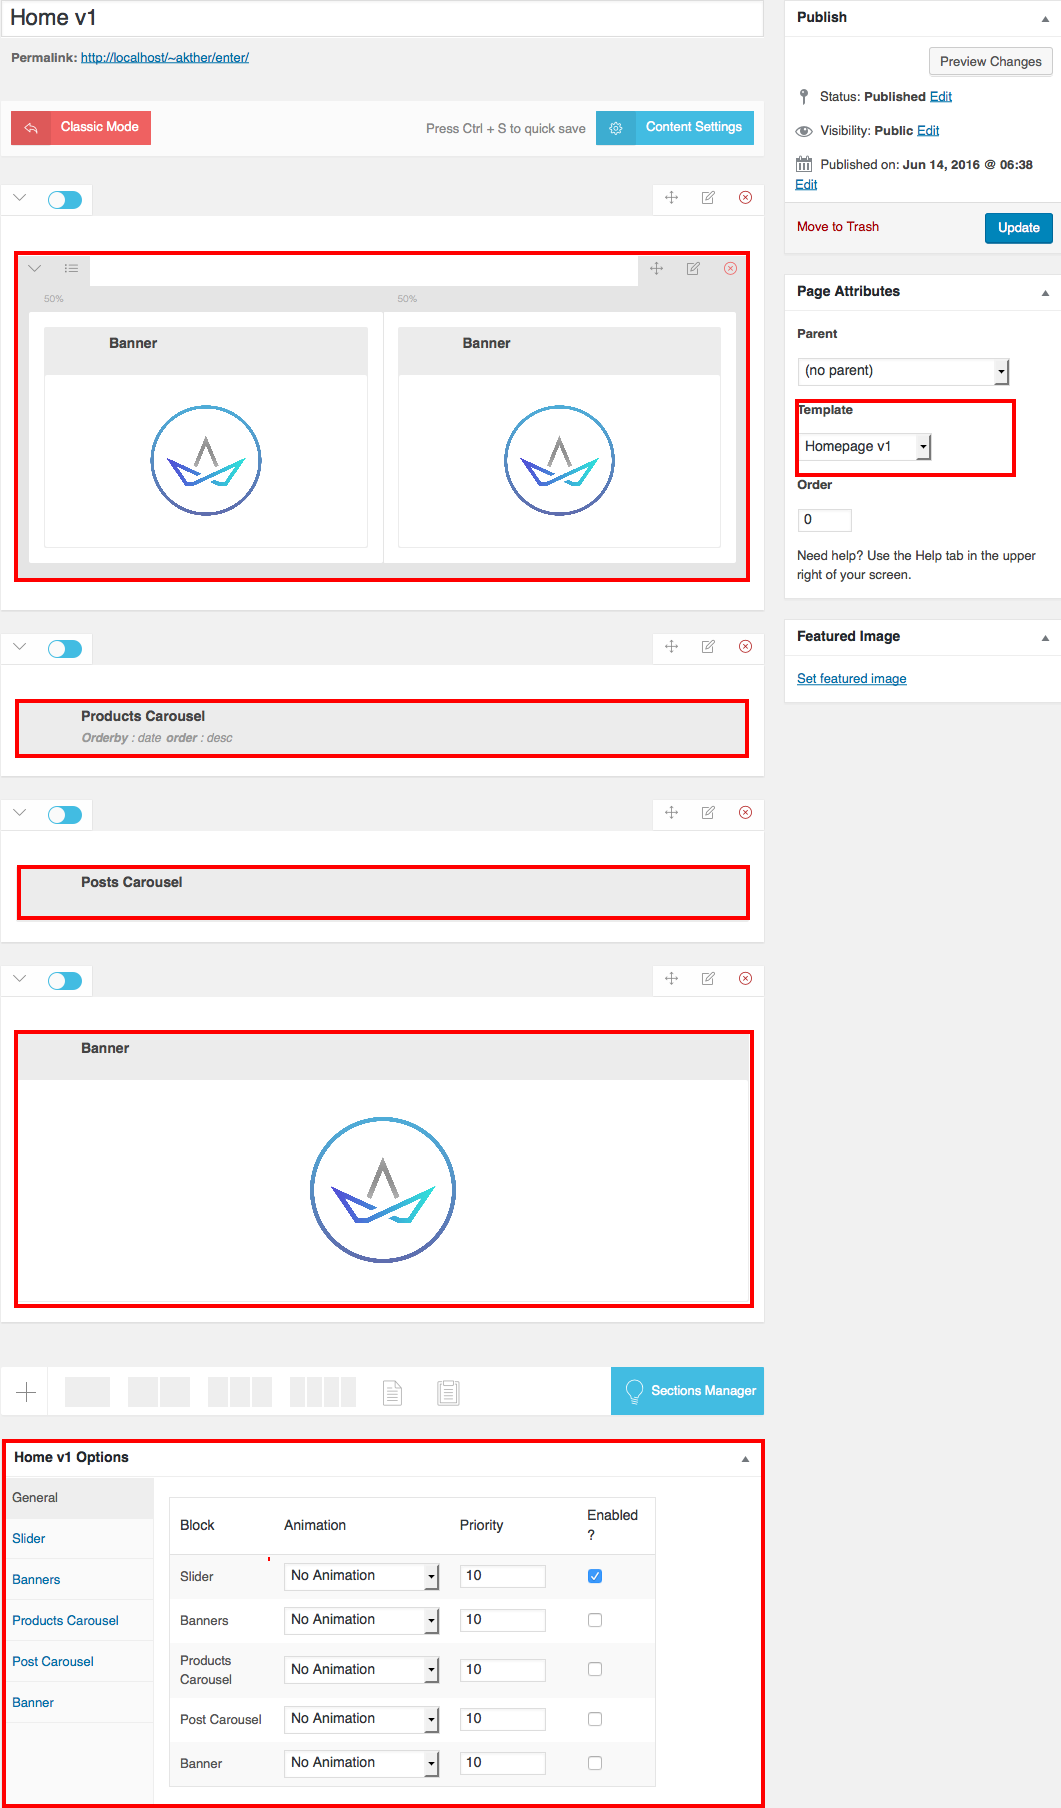 Home v1
Permalink: http://localhost/~akther/enter/
Classic Mode
Press Ctrl + S to quick save
Content Settings
50%
50%
Banner
Banner
Products Carousel
Orderby : date order : desc
Posts Carousel
Banner
Sections Manager
Home v1 Options
General
Slider
Banners
Products Carousel
Post Carousel
Banner
Block Animation Priority Enabled
?
Slider No Animation 10
Banners No Animation 10
Products
Carousel No Animation 10
Post Carousel No Animation 10
Banner No Animation 10
Publish
Preview Changes
Status: Published Edit
Visibility: Public Edit
Published on: Jun 14, 2016 @ 06:38
Edit
Move to Trash
Update
Page Attributes
Parent
(no parent)
Template
Homepage v1
Order
0
Need help? Use the Help tab in the upper
right of your screen.
Featured Image
Set featured image